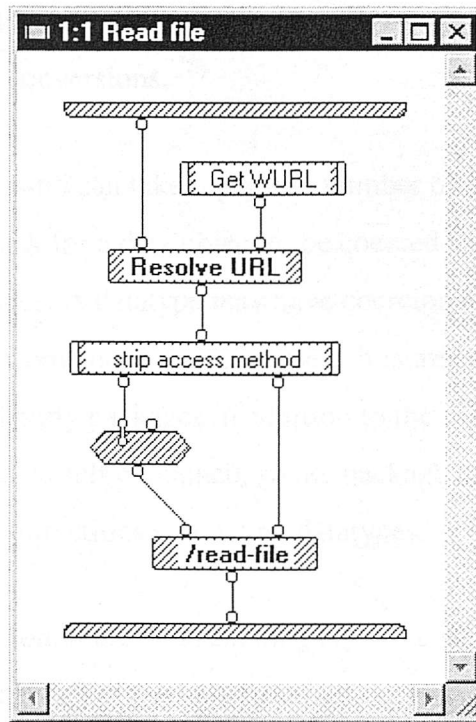 1:1 Read file
Get WURL
Resolve URL
strip access method
/read-file